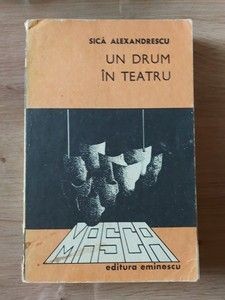 SICĂ ALEXANDRESCU
UN DRUM
ÎN TEATRU
MASCA
editura eminescu